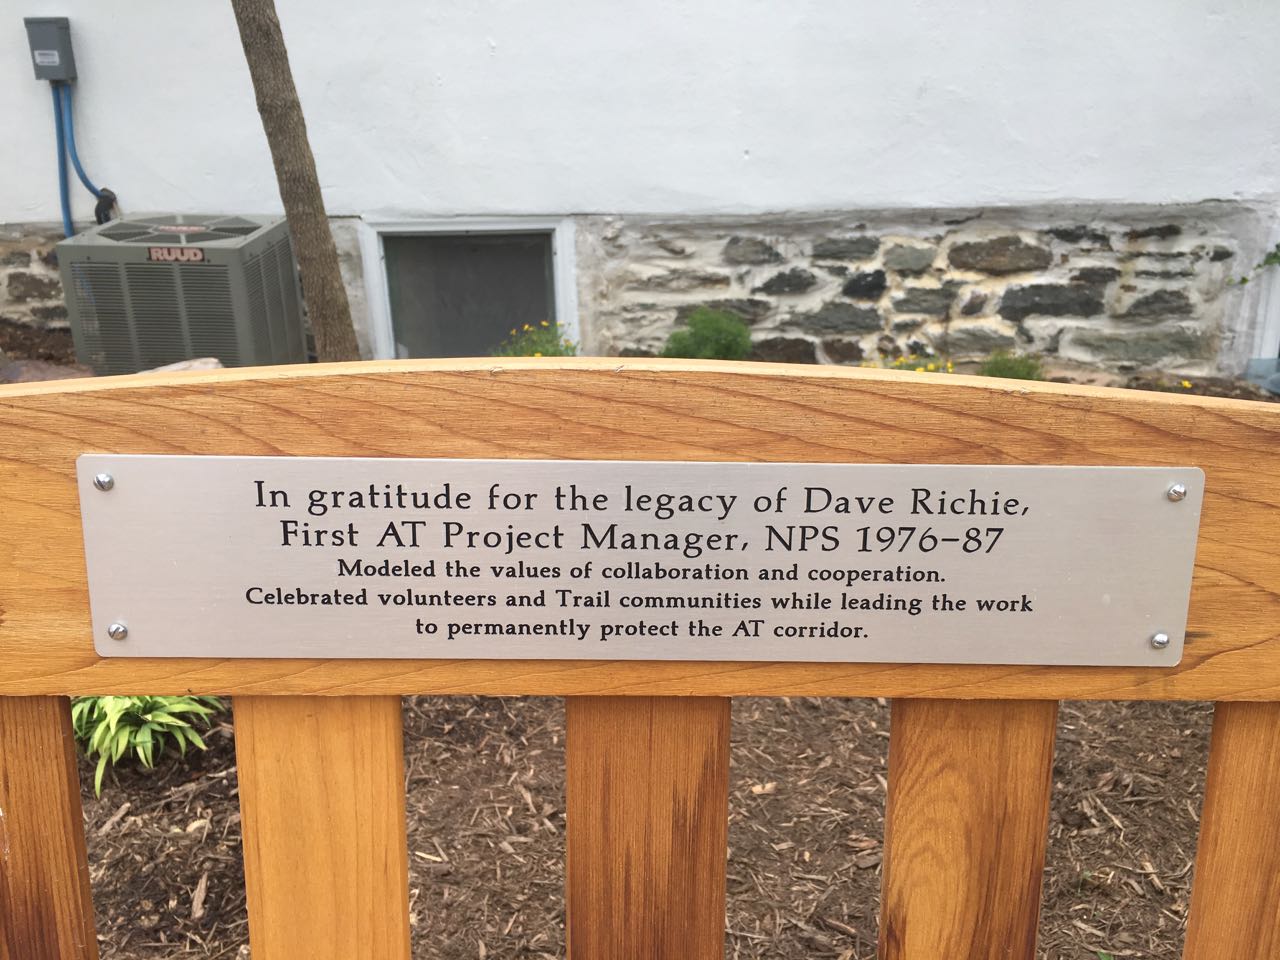 RUUD
In gratitude for the legacy of Dave Richie,
First AT Project Manager, NPS 1976–87
Modeled the values of collaboration and cooperation.
Celebrated volunteers and Trail communities while leading the work
to permanently protect the AT corridor.